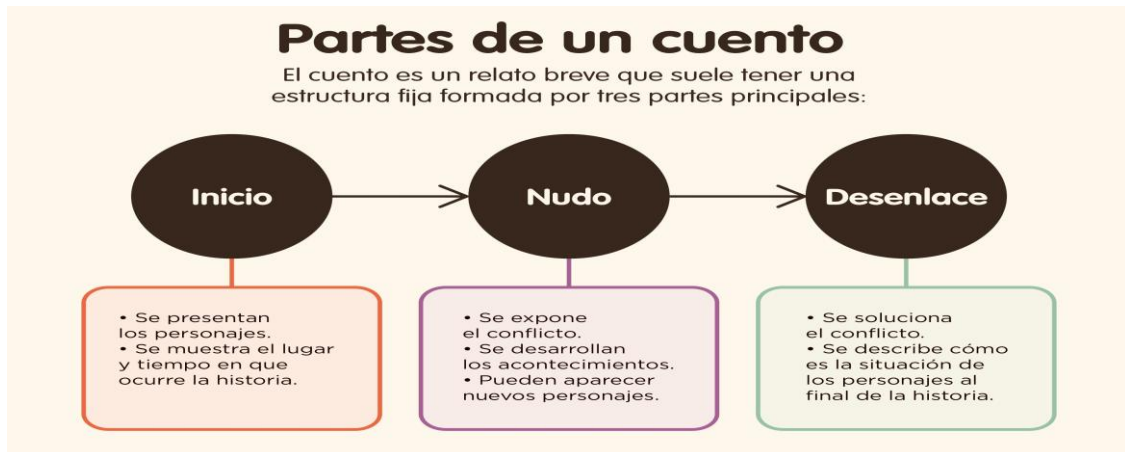 Partes de un cuento
El cuento es un relato breve que suele tener una
estructura fija formada por tres partes principales:
Inicio
Nudo
Desenlace
• Se presentan
los personajes.
• Se muestra el lugar
y tiempo en que
ocurre la historia.
• Se expone
el conflicto.
• Se desarrollan
los acontecimientos.
• Pueden aparecer
nuevos personajes.
• Se soluciona
el conflicto.
• Se describe cómo
es la situación de
los personajes al
final de la historia.